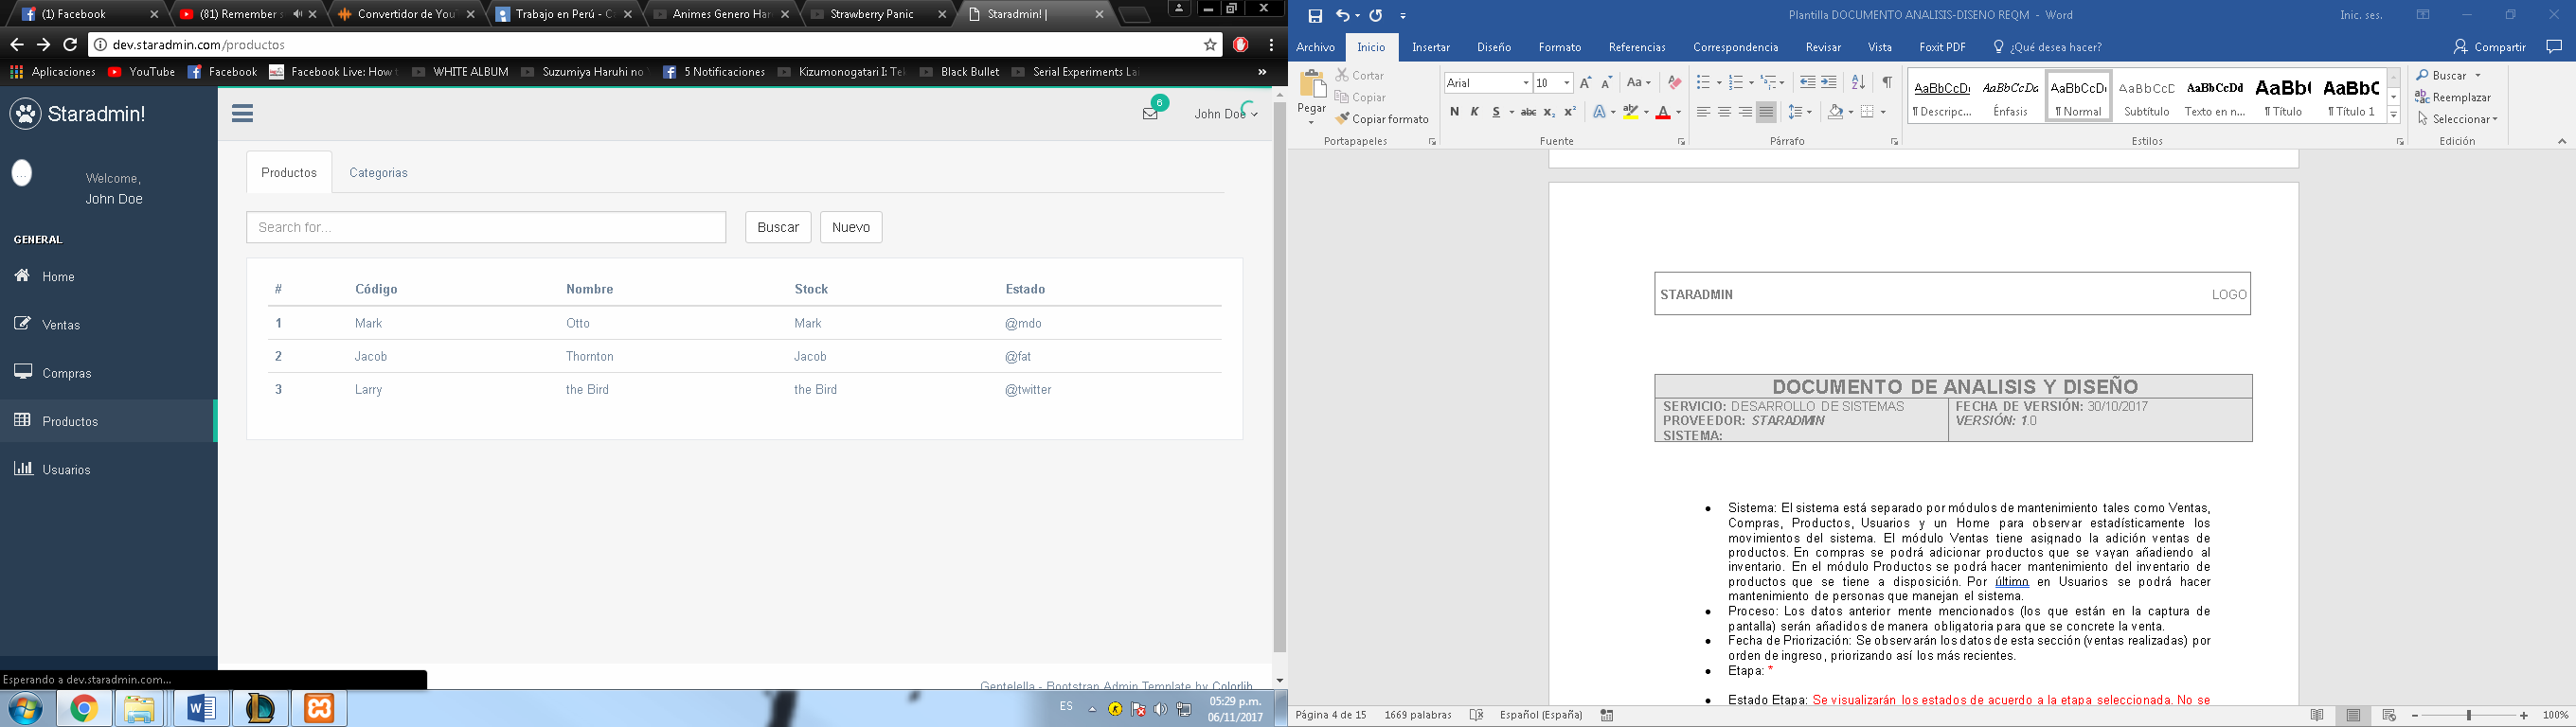 (1) Facebook
(81) Remember s
Convertidor de You
Trabajo en Perú - C
Animes Genero Har
Strawberry Panic
Staradmin! |
dev.staradmin.com/productos
Aplicaciones
YouTube
Facebook
Facebook Live: How t
WHITE ALBUM
Suzumiya Haruhi no
5 Notificaciones
Kizumonogatari I: Tek
Black Bullet
Serial Experiments Lai
»
Staradmin!
6
John Doe
...
Welcome,
John Doe
GENERAL
Home
Ventas
Compras
Productos
Usuarios
Productos
Categorias
Search for...
Buscar
Nuevo
# Código Nombre Stock Estado
1 Mark Otto Mark @mdo
2 Jacob Thornton Jacob @fat
3 Larry the Bird the Bird @twitter
Gentelella - Bootstrap Admin Template by Colorlib
Esperando a dev.staradmin.com...
ES
05:29 p.m.
06/11/2017
Plantilla DOCUMENTO ANALISIS-DISENO REQM - Word
Inic. ses.
Archivo
Inicio
Insertar
Diseño
Formato
Referencias
Correspondencia
Revisar
Vista
Foxit PDF
¿Qué desea hacer?
Compartir
Pegar
Cortar
Copiar
Copiar formato
Portapapeles
Arial
10
Aa
N K S abc x₂ x²
Fuente
Párrafo
AaBbCcDı AaBbCcDa AaBbCcDı AaBbCcD AaBbCcDd AaBbC AaBbC
¶ Descripc... Énfasis ¶ Normal Subtítulo Texto en n... ¶ Título ¶ Título 1
Estilos
Buscar
Reemplazar
Seleccionar
Edición
STARADMIN
LOGO
DOCUMENTO DE ANALISIS Y DISEÑO
SERVICIO: DESARROLLO DE SISTEMAS
PROVEEDOR: STARADMIN
SISTEMA:
FECHA DE VERSIÓN: 30/10/2017
VERSIÓN: 1.0
• Sistema: El sistema está separado por módulos de mantenimiento tales como Ventas,
Compras, Productos, Usuarios y un Home para observar estadísticamente los
movimientos del sistema. El módulo Ventas tiene asignado la adición ventas de
productos. En compras se podrá adicionar productos que se vayan añadiendo al
inventario. En el módulo Productos se podrá hacer mantenimiento del inventario de
productos que se tiene a disposición. Por último en Usuarios se podrá hacer
mantenimiento de personas que manejan el sistema.
• Proceso: Los datos anterior mente mencionados (los que están en la captura de
pantalla) serán añadidos de manera obligatoria para que se concrete la venta.
• Fecha de Priorización: Se observarán los datos de esta sección (ventas realizadas) por
orden de ingreso, priorizando así los más recientes.
• Etapa: *
• Estado Etapa: Se visualizarán los estados de acuerdo a la etapa seleccionada. No se
Página 4 de 15
1669 palabras
Español (España)
100%